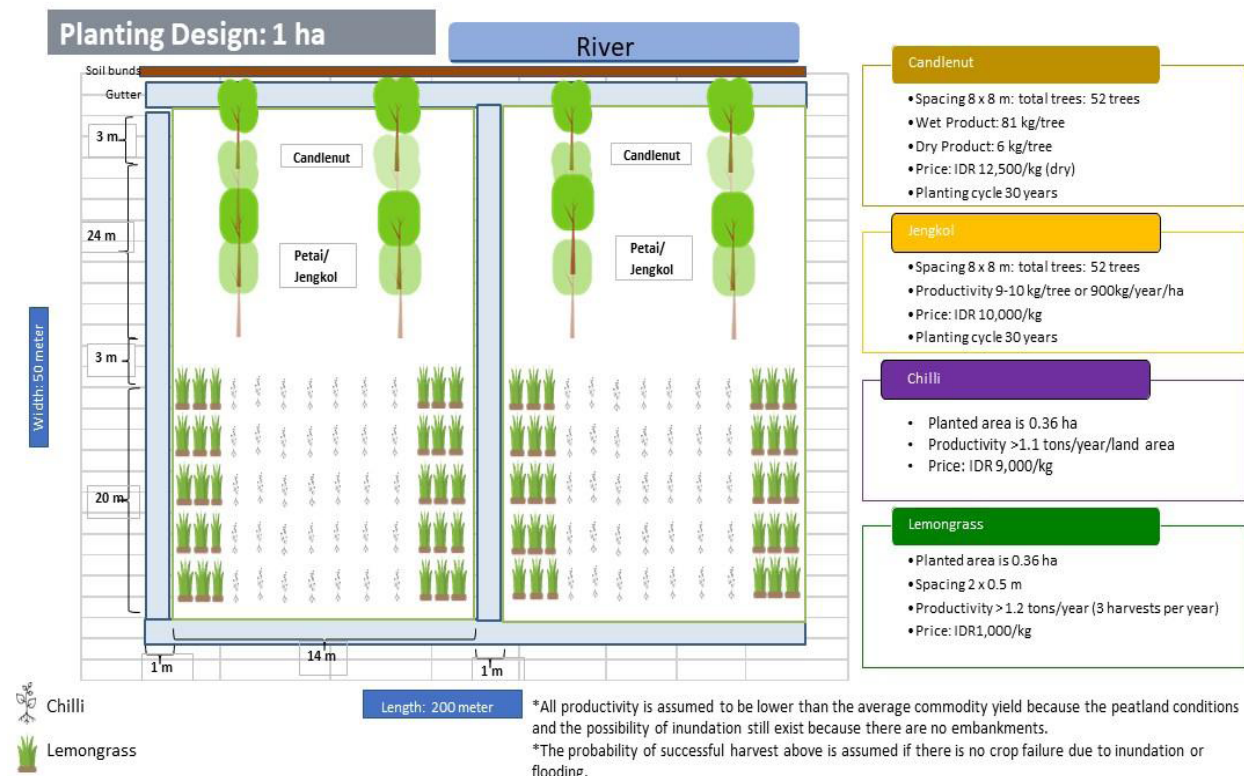 Planting Design: 1 ha
River
Soil bunds
Gutter
3 m
Candlenut
Candlenut
24 m
Petai/
Jengkol
Petai/
Jengkol
3 m
Width: 50 meter
20 m
1 m
14 m
1 m
Length: 200 meter
Chilli
Lemongrass
Candlenut
•Spacing 8 x 8 m: total trees: 52 trees
•Wet Product: 81 kg/tree
•Dry Product: 6 kg/tree
•Price: IDR 12,500/kg (dry)
•Planting cycle 30 years
Jengkol
•Spacing 8x8 m: total trees: 52 trees
•Productivity 9-10 kg/tree or 900kg/year/ha
•Price: IDR 10,000/kg
•Planting cycle 30 years
Chilli
• Planted area is 0.36 ha
• Productivity >1.1 tons/year/land area
• Price: IDR 9,000/kg
Lemongrass
•Planted area is 0.36 ha
•Spacing 2 x 0.5 m
•Productivity > 1.2 tons/year (3 harvests per year)
•Price: IDR1,000/kg
*All productivity is assumed to be lower than the average commodity yield because the peatland conditions
and the possibility of inundation still exist because there are no embankments.
*The probability of successful harvest above is assumed if there is no crop failure due to inundation or
flooding.